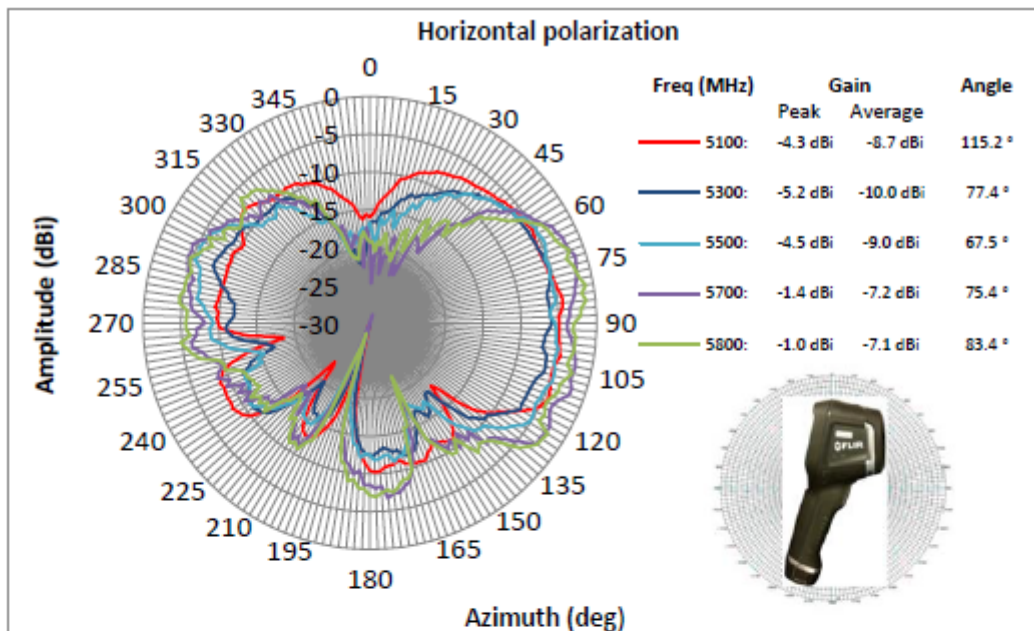 Horizontal polarization
Freq (MHz) Gain Angle
Peak Average
5100: -4.3 dBi -8.7 dBi 115.2 °
5300: -5.2 dBi -10.0 dBi 77.4 °
5500: -4.5 dBi -9.0 dBi 67.5 °
5700: -1.4 dBi -7.2 dBi 75.4 °
5800: -1.0 dBi -7.1 dBi 83.4 °
Amplitude (dBi)
0
-5
-10
-15
-20
-25
-30
0
15
30
45
60
75
90
105
120
135
150
165
180
195
210
225
240
255
270
285
300
315
330
345
Azimuth (deg)
FLIR